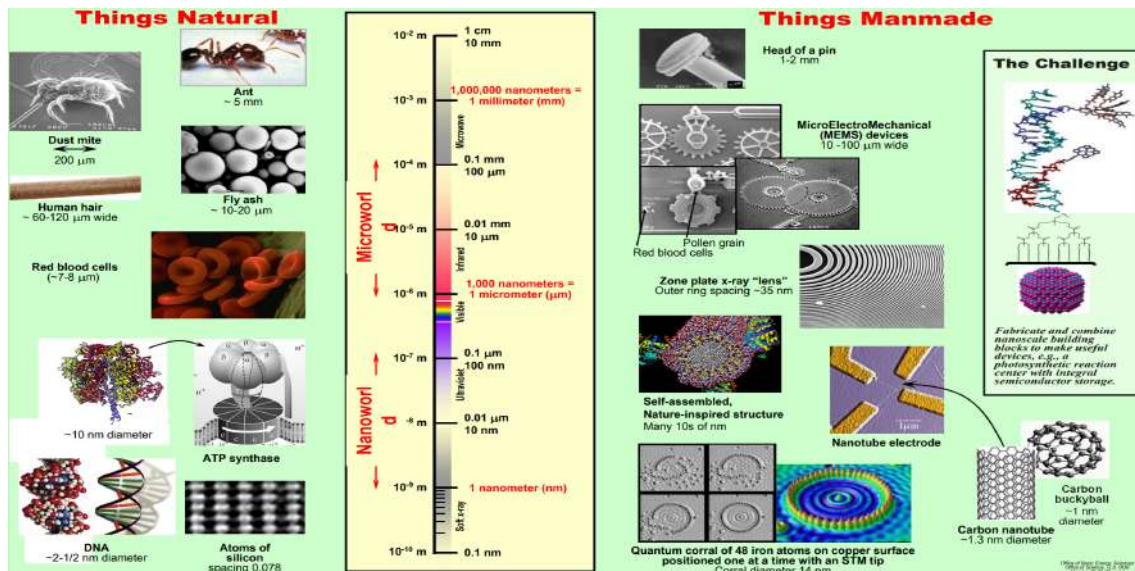 Things Natural
Ant
~ 5 mm
Dust mite
200 μm
Human hair
~ 60-120 μm wide
Fly ash
~ 10-20 μm
Red blood cells
(~7-8 μm)
~10 nm diameter
ATP synthase
DNA
~2-1/2 nm diameter
Atoms of
silicon
spacing 0.078
10-2 m
1 cm
10 mm
1,000,000 nanometers =
1 millimeter (mm)
10-3 m
Microwave
10-4 m
0.1 mm
100 μm
Microworl
d
0.01 mm
10 μm
10-5 m
Infrared
1,000 nanometers =
1 micrometer (μm)
10-6 m
Visible
10-7 m
0.1 μm
100 nm
Nanoworl
d
Ultraviolet
0.01 μm
10 nm
-8 m
10-9 m
1 nanometer (nm)
Soft x-ray
10-10 m
0.1 nm
Things Manmade
Head of a pin
1-2 mm
MicroElectroMechanical
(MEMS) devices
10 -100 μm wide
Pollen grain
Red blood cells
Zone plate x-ray “lens”
Outer ring spacing ~35 nm
Self-assembled,
Nature-inspired structure
Many 10s of nm
1μm
Nanotube electrode
Carbon
buckyball
~1 nm
diameter
Carbon nanotube
~1.3 nm diameter
Quantum corral of 48 iron atoms on copper surface
positioned one at a time with an STM tip
Corral diameter 14 nm
The Challenge
Fabricate and combine
nanoscale building
blocks to make useful
devices, e.g., a
photosynthetic reaction
center with integral
semiconductor storage.